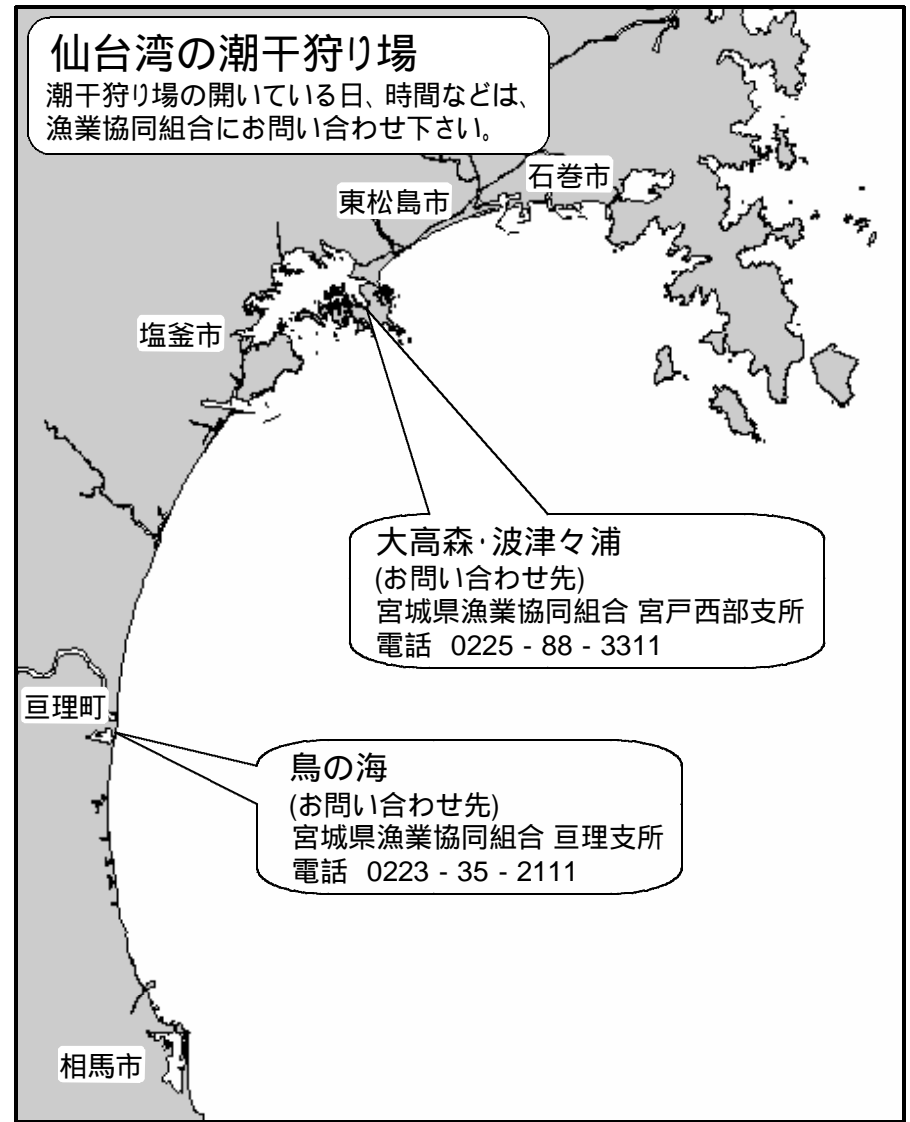 仙台湾の潮干狩り場
潮干狩り場の開いている日、時間などは、
漁業協同組合にお問い合わせ下さい。
石巻市
東松島市
塩釜市
大高森・波津々浦
(お問い合わせ先)
宮城県漁業協同組合 宮戸西部支所
電話 0225 - 88 - 3311
亘理町
鳥の海
(お問い合わせ先)
宮城県漁業協同組合 亘理支所
電話 0223 - 35 - 2111
相馬市